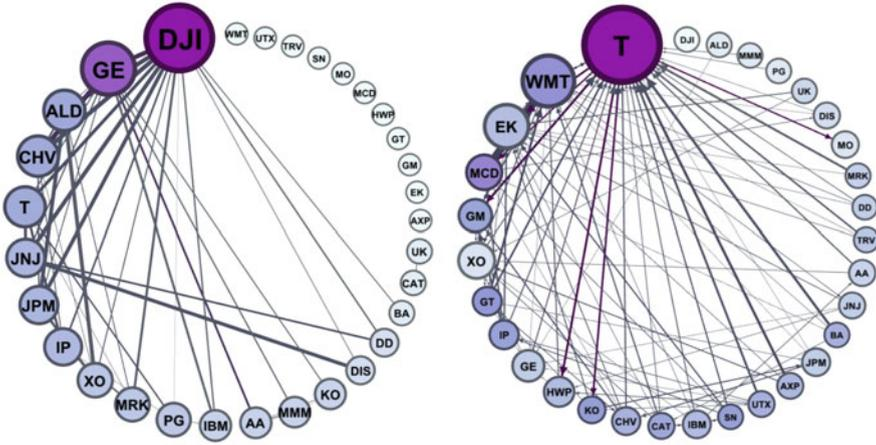 DJI
WMT
UTX
TRV
SN
MO
MCD
HWP
GT
GM
EK
AXP
UK
CAT
BA
DD
DIS
KO
MMM
AA
IBM
PG
MRK
XO
IP
JPM
JNJ
T
CHV
ALD
GE
T
DJI
ALD
MMM
PG
UK
DIS
MO
MRK
DD
TRV
AA
JNJ
BA
JPM
AXP
UTX
SN
IBM
CAT
CHV
KO
HWP
GE
IP
GT
XO
GM
MCD
EK
WMT